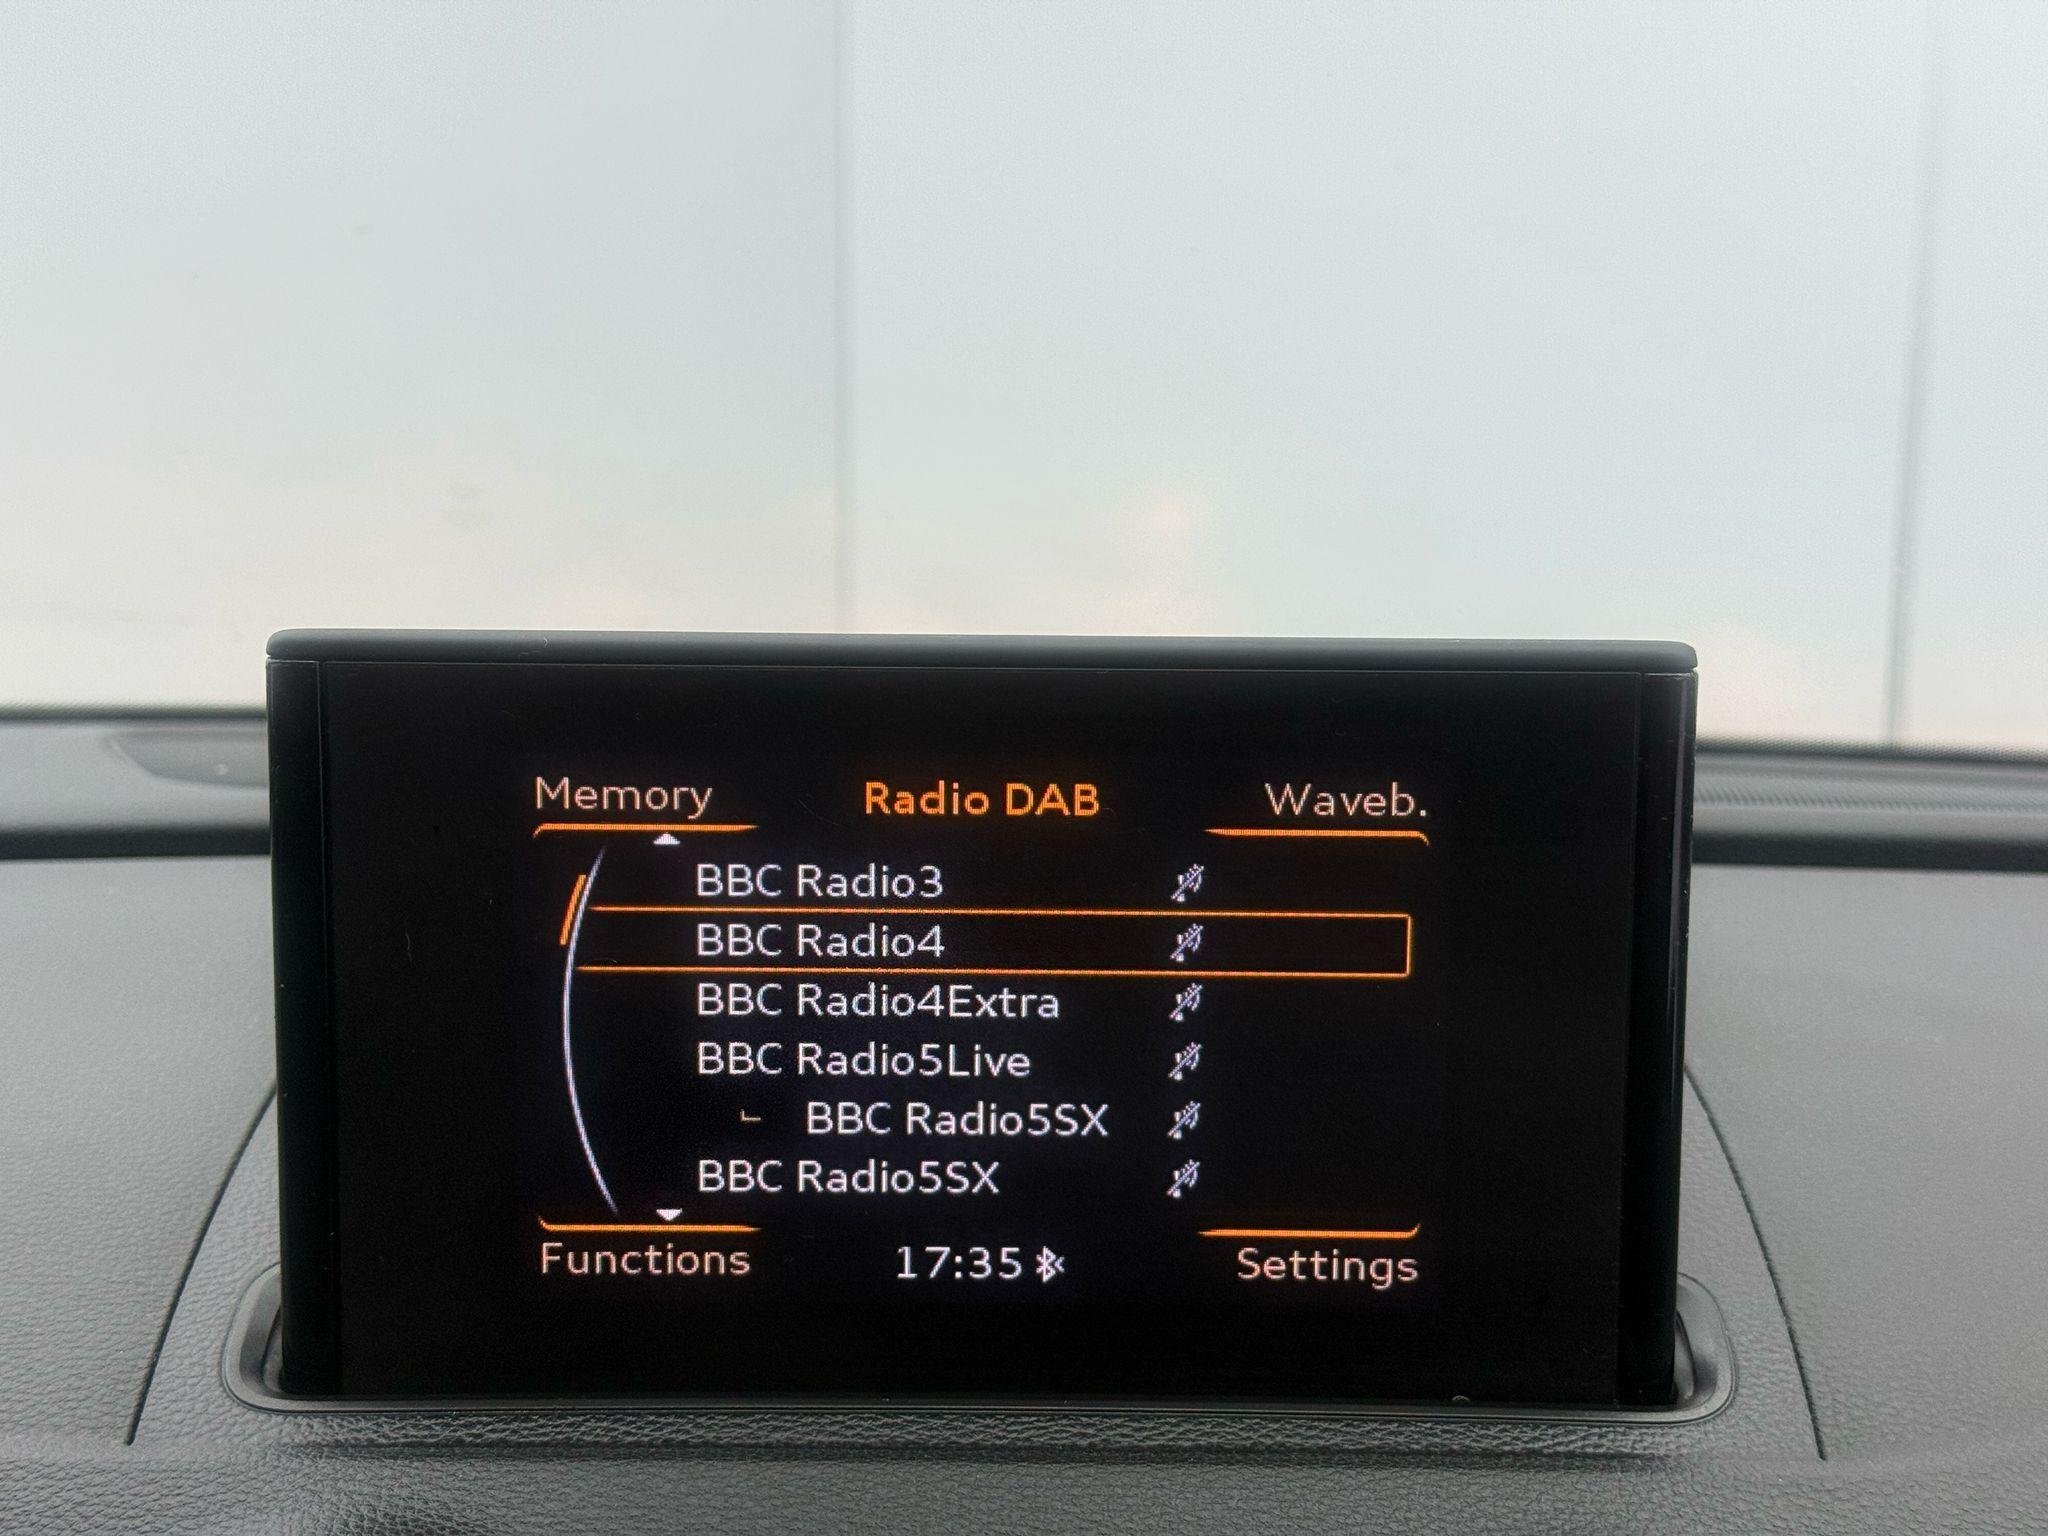 Memory Radio DAB Waveb.
BBC Radio3
BBC Radio4
BBC Radio4Extra
BBC Radio5Live
BBC Radio5SX
BBC Radio5SX
Functions 17:35 Settings